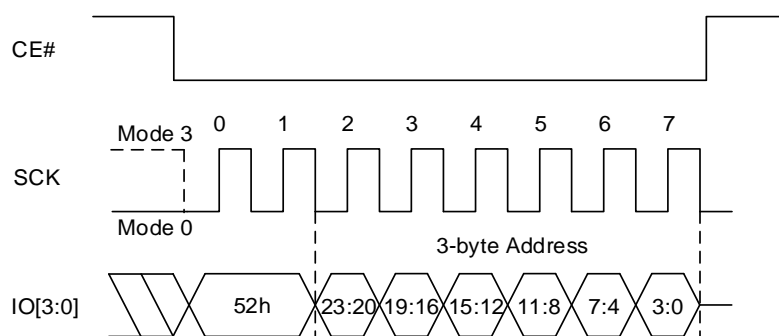 CE#
Mode 3 0 1 2 3 4 5 6 7
SCK
Mode 0
3-byte Address
IO[3:0] 52h 23:20 19:16 15:12 11:8 7:4 3:0